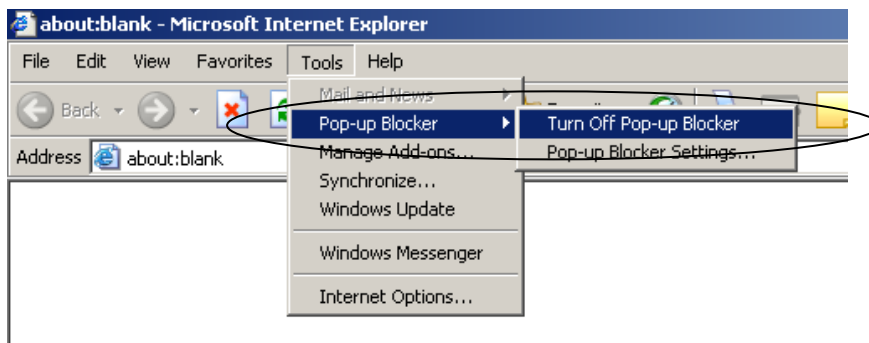 about:blank - Microsoft Internet Explorer
File Edit View Favorites Tools Help
Back
Mail and News
Pop-up Blocker Turn Off Pop-up Blocker
Address about:blank Manage Add-ons... Pop-up Blocker Settings...
Synchronize...
Windows Update
Windows Messenger
Internet Options...